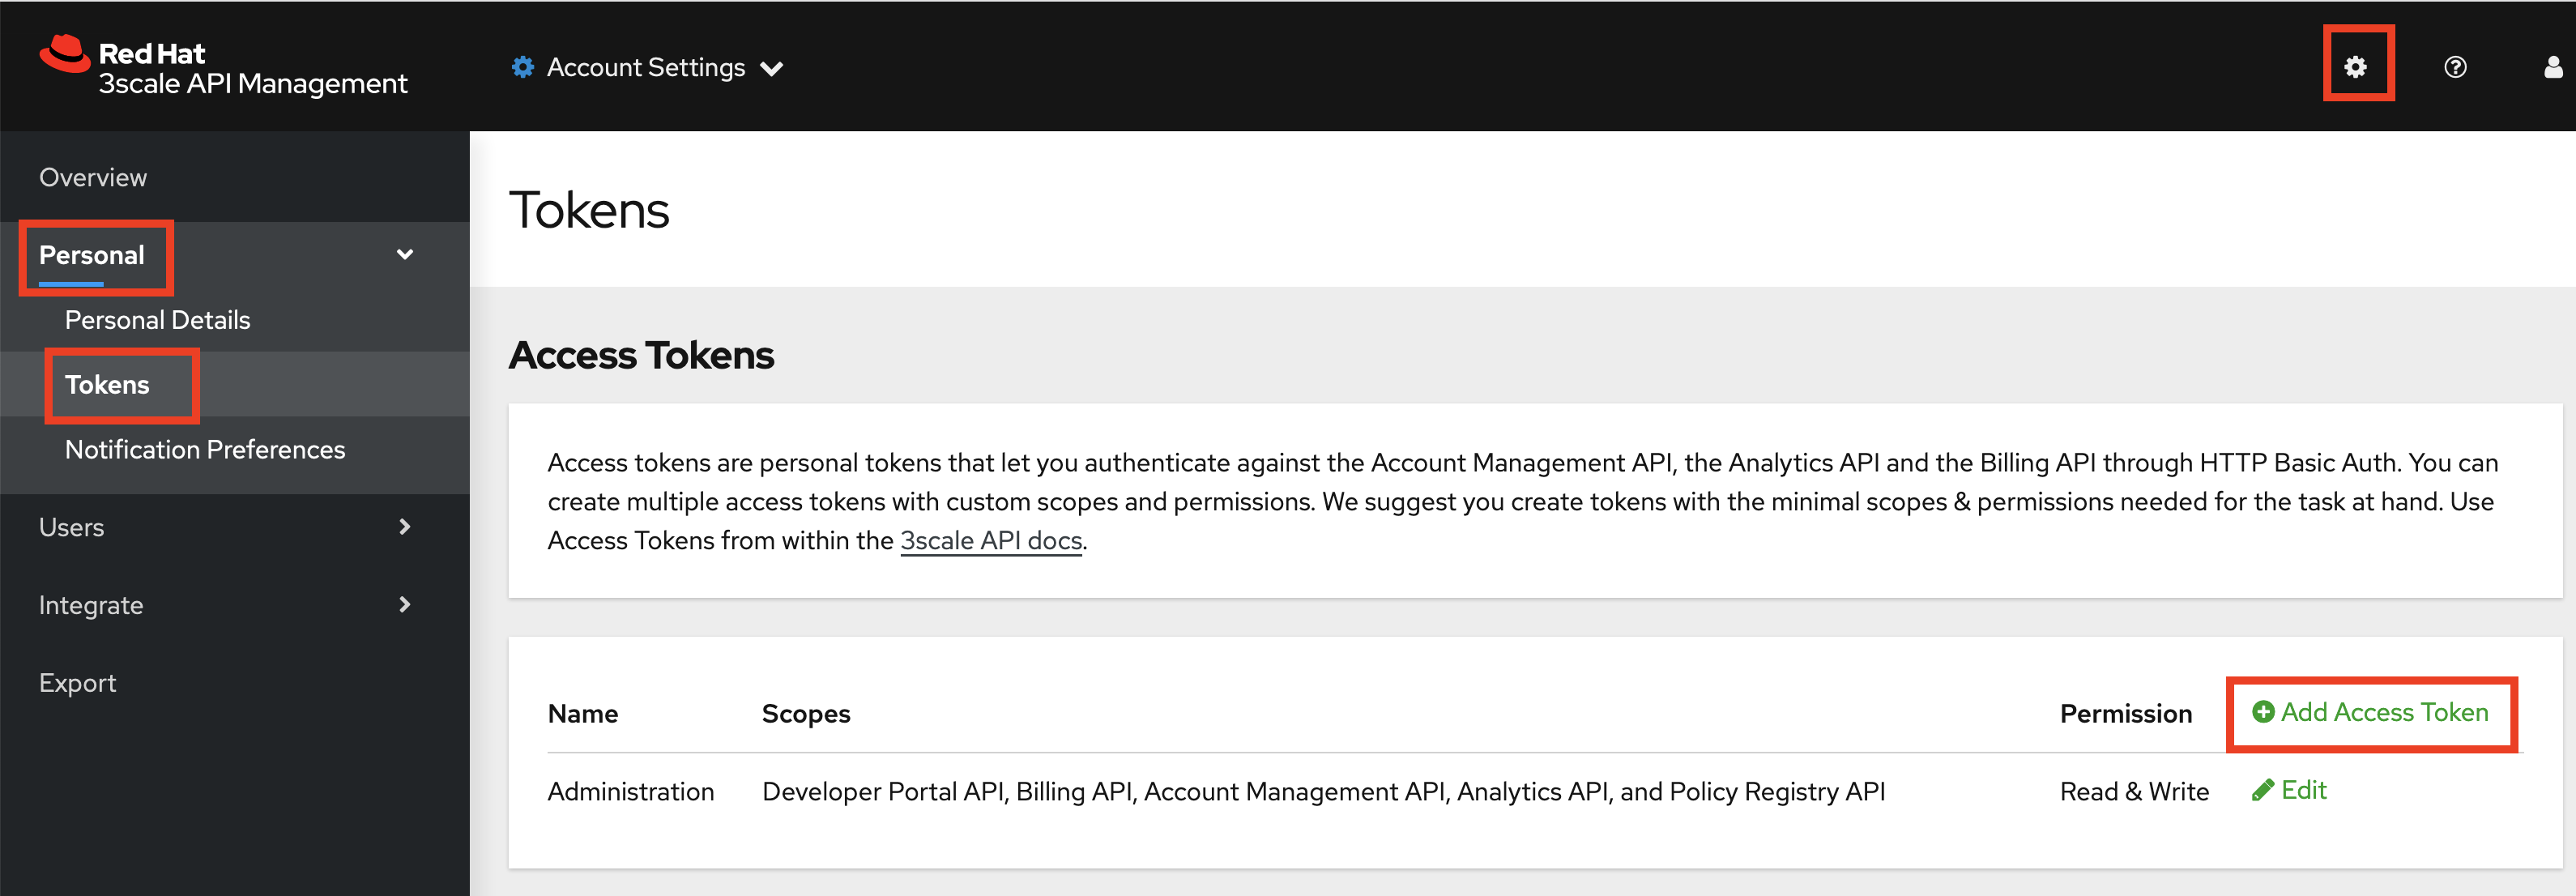 Red Hat
3scale API Management
Account Settings
Overview
Personal
Personal Details
Tokens
Notification Preferences
Users
Integrate
Export
Tokens
Access Tokens
Access tokens are personal tokens that let you authenticate against the Account Management API, the Analytics API and the Billing API through HTTP Basic Auth. You can
create multiple access tokens with custom scopes and permissions. We suggest you create tokens with the minimal scopes & permissions needed for the task at hand. Use
Access Tokens from within the 3scale API docs.
Name Scopes Permission Add Access Token
Administration Developer Portal API, Billing API, Account Management API, Analytics API, and Policy Registry API Read & Write Edit